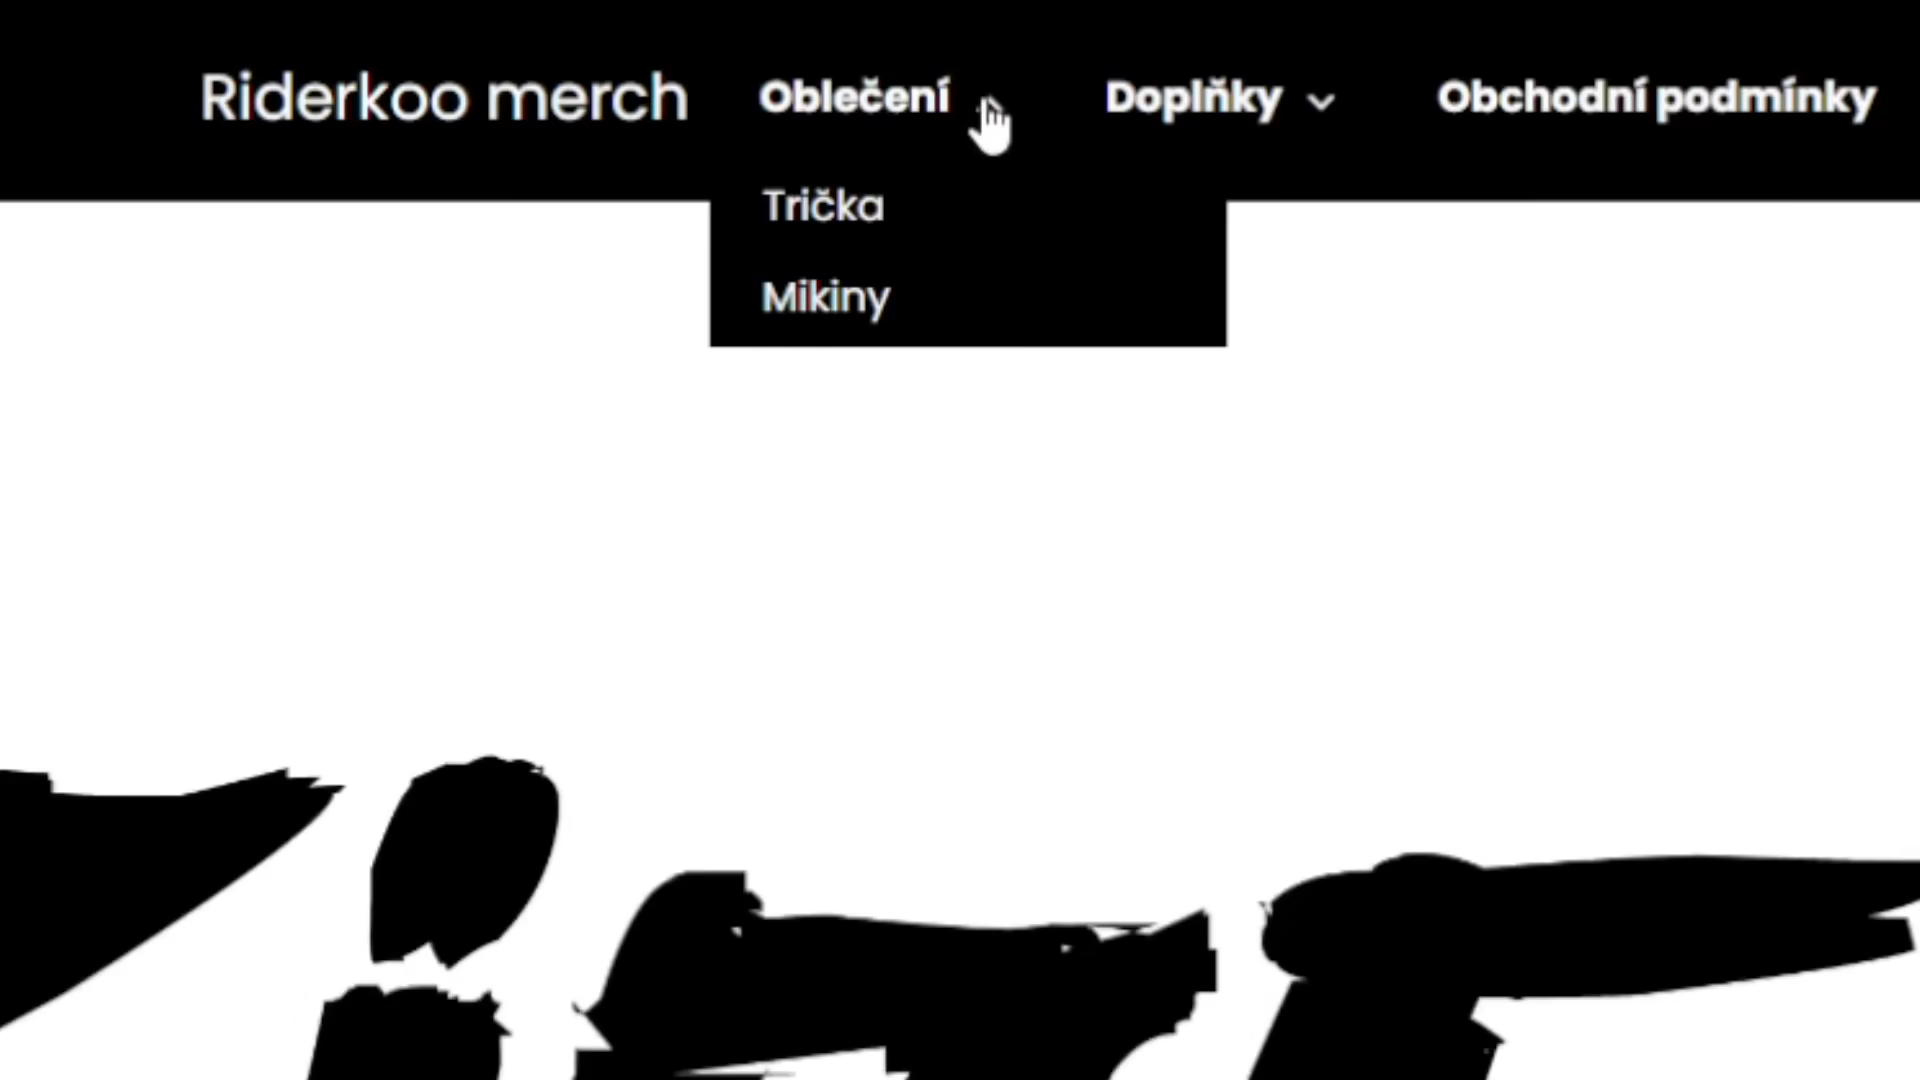 Riderkoo merch Oblečení Doplňky Obchodní podmínky
Trička
Mikiny